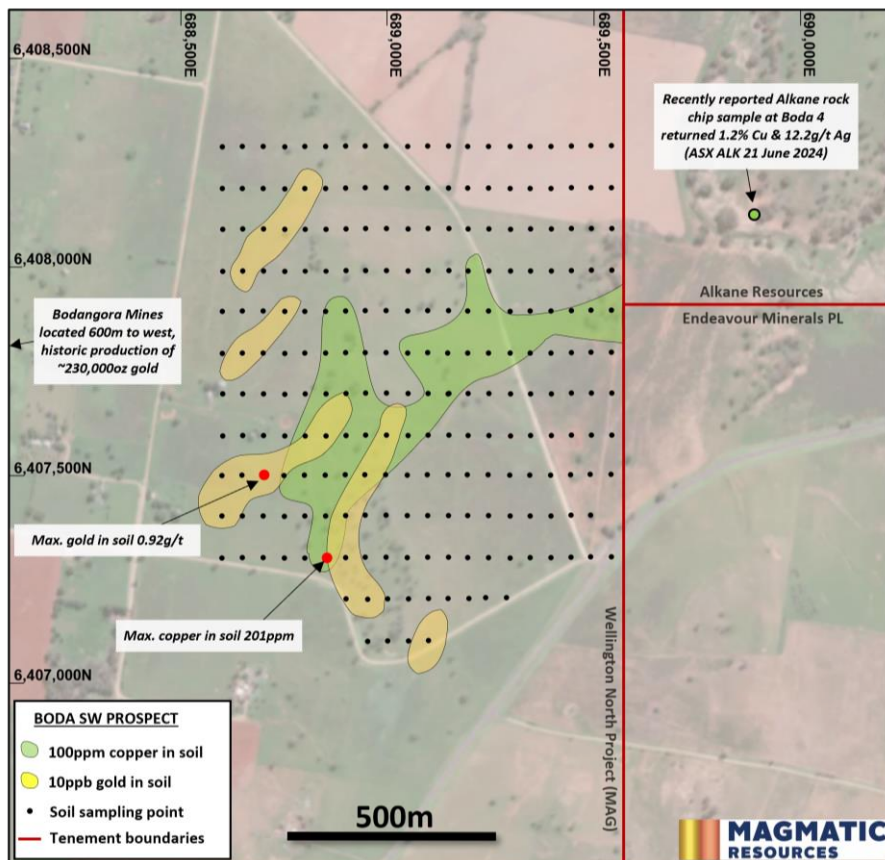 688,500E
689,000E
689,500E
690,000E
6,408,500N
Recently reported Alkane rock
chip sample at Boda 4
returned 1.2% Cu & 12.2g/t Ag
(ASX ALK 21 June 2024)
6,408,000N
Alkane Resources
Endeavour Minerals PL
Bodangora Mines
located 600m to west,
historic production of
~230,000oz gold
6,407,500N
Max. gold in soil 0.92g/t
Max. copper in soil 201ppm
Wellington North Project (MAG)
6,407,000N
BODA SW PROSPECT
100ppm copper in soil
10ppb gold in soil
Soil sampling point
Tenement boundaries
500m
MAGMATIC
RESOURCES